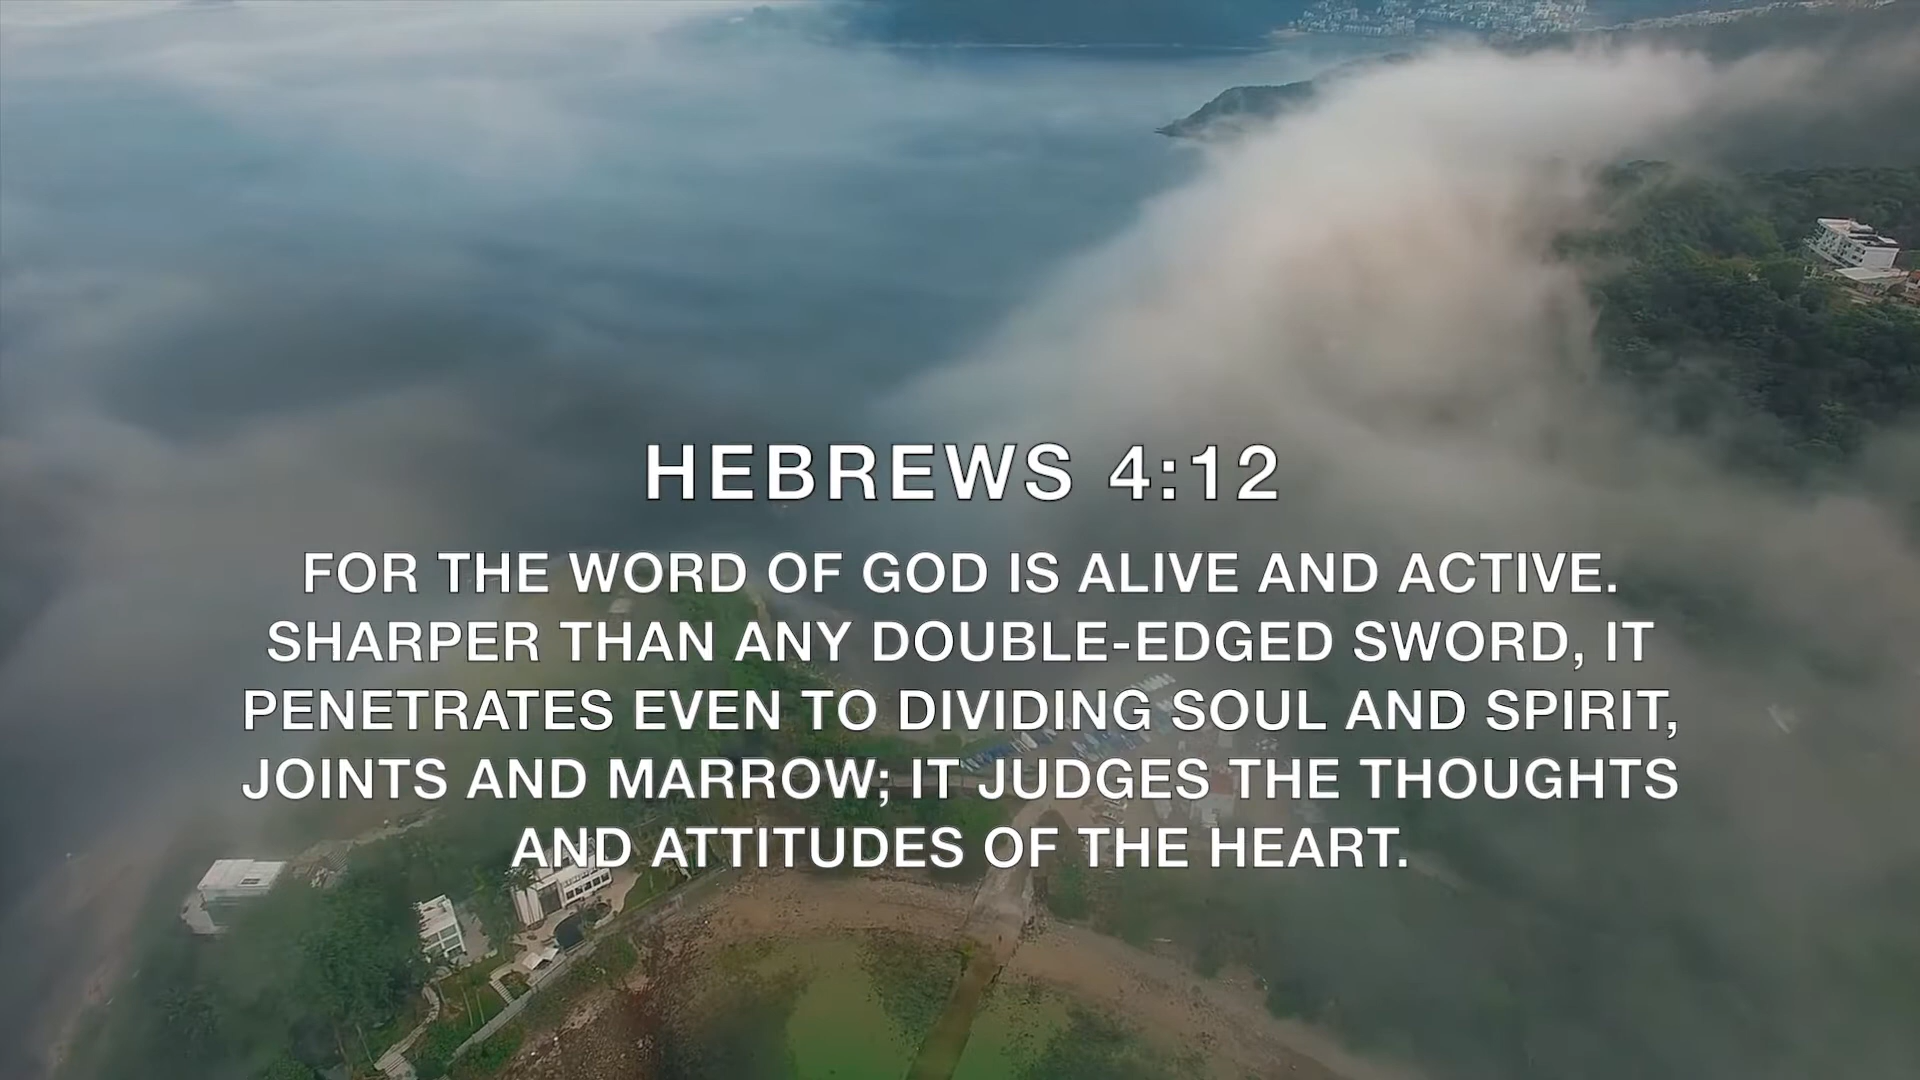 HEBREWS 4:12
FOR THE WORD OF GOD IS ALIVE AND ACTIVE.
SHARPER THAN ANY DOUBLE-EDGED SWORD, IT
PENETRATES EVEN TO DIVIDING SOUL AND SPIRIT,
JOINTS AND MARROW; IT JUDGES THE THOUGHTS
AND ATTITUDES OF THE HEART.